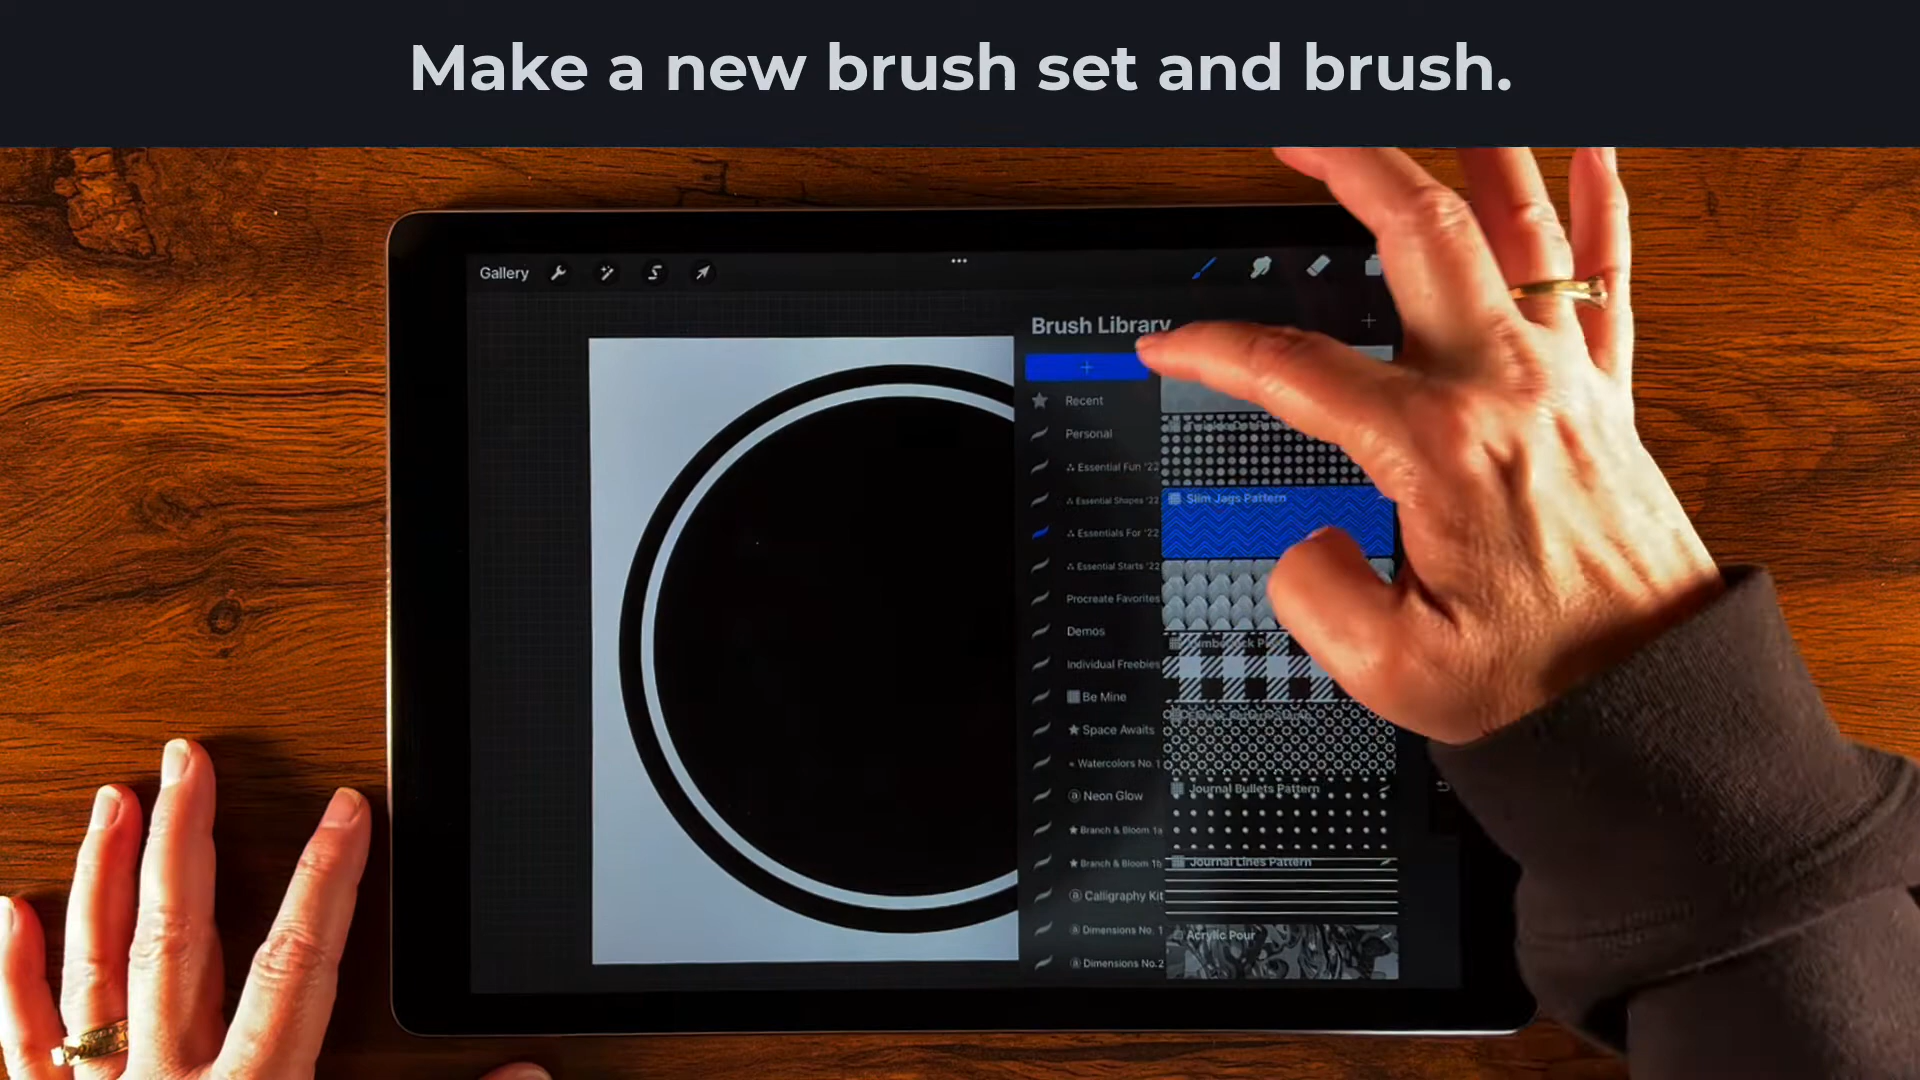 Make a new brush set and brush.
Gallery
Brush Library
Recent
Personal
Essential Fun '22
Essential Shapes '22
Essentials For '22
Essential Starts '22
Procreate Favorites
Demos
Individual Freebies
Be Mine
Space Awaits
Watercolors No. 1
Neon Glow
Branch & Bloom 1a
Branch & Bloom 1b
Calligraphy Kit
Dimensions No. 1
Dimensions No.2
Slim Jags Pattern
Journal Bullets Pattern
Journal Lines Pattern
Acrylic Pour